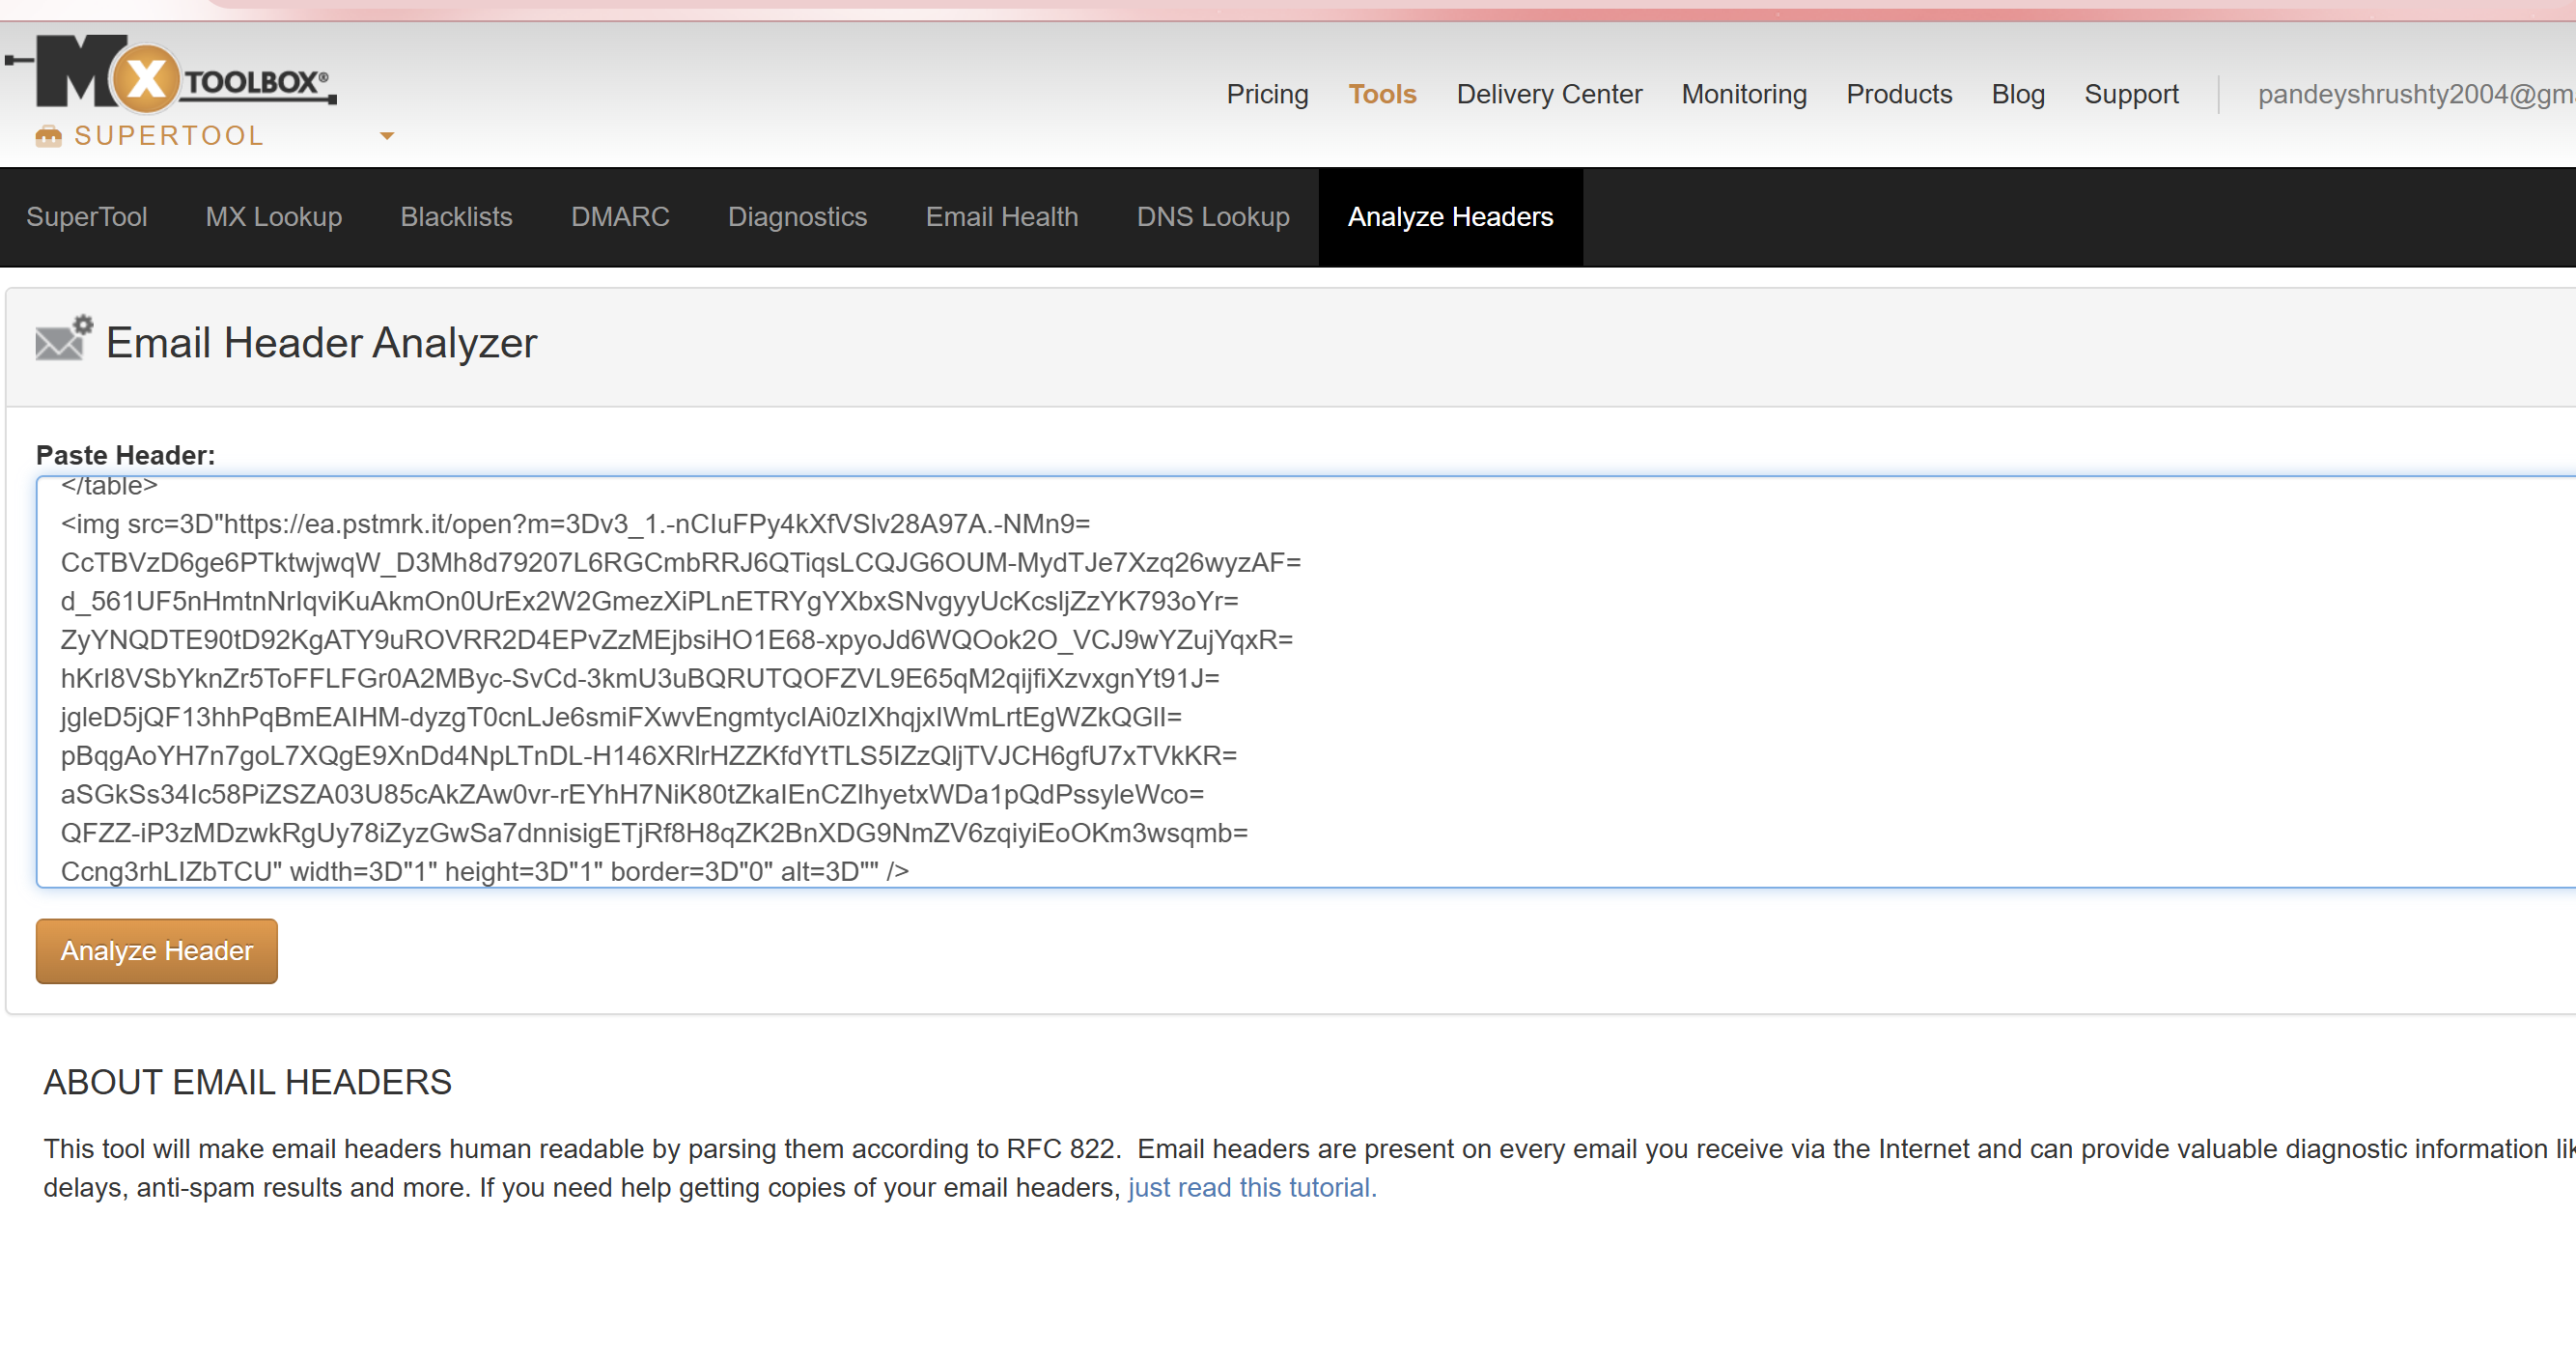 MX TOOLBOX®
Pricing Tools Delivery Center Monitoring Products Blog Support pandeyshrushty2004@gm
SUPERTOOL
SuperTool MX Lookup Blacklists DMARC Diagnostics Email Health DNS Lookup Analyze Headers
Email Header Analyzer
Paste Header:
</table>
<img src=3D"https://ea.pstmrk.it/open?m=3Dv3_1.-nCIuFPy4kXfVSlv28A97A.-NMn9=
CcTBVzD6ge6PTktwjwqW_D3Mh8d79207L6RGCmbRRJ6QTiqsLCQJG6OUM-MydTJe7Xzq26wyzAF=
d_561UF5nHmtnNrIqviKuAkmOn0UrEx2W2GmezXiPLnETRYgYXbxSNvgyyUcKcsljZzYK793oYr=
ZyYNQDTE90tD92KgATY9uROVRR2D4EPvZzMEjbsiHO1E68-xpyoJd6WQOok2O_VCJ9wYZujYqxR=
hKrI8VSbYknZr5ToFFLFGr0A2MByc-SvCd-3kmU3uBQRUTQOFZVL9E65qM2qijfiXzvxgnYt91J=
jgleD5jQF13hhPqBmEAIHM-dyzgT0cnLJe6smiFXwvEngmtycIAi0zIXhqjxIWmLrtEgWZkQGlI=
pBqgAoYH7n7goL7XQgE9XnDd4NpLTnDL-H146XRlrHZZKfdYtTLS5IZzQljTVJCH6gfU7xTVkKR=
aSGkSs34Ic58PiZSZA03U85cAkZAw0vr-rEYhH7NiK80tZkaIEnCZIhyetxWDa1pQdPssyleWco=
QFZZ-iP3zMDzwkRgUy78iZyzGwSa7dnnisigETjRf8H8qZK2BnXDG9NmZV6zqiyiEoOKm3wsqmb=
Ccng3rhLIZbTCU" width=3D"1" height=3D"1" border=3D"0" alt=3D"" />
Analyze Header
ABOUT EMAIL HEADERS
This tool will make email headers human readable by parsing them according to RFC 822.  Email headers are present on every email you receive via the Internet and can provide valuable diagnostic information lik
delays, anti-spam results and more. If you need help getting copies of your email headers, just read this tutorial.